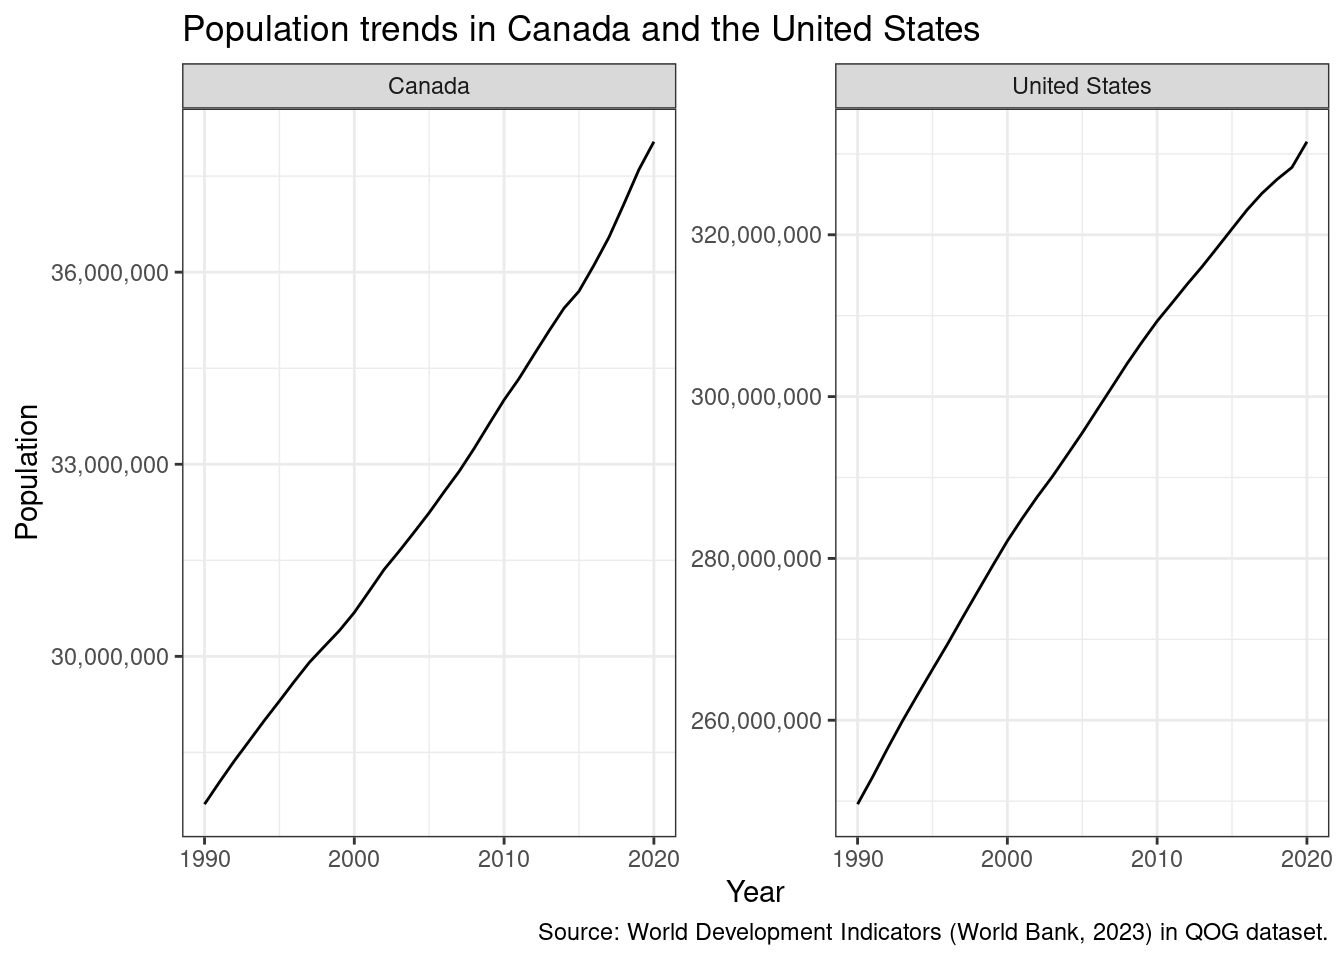 Population trends in Canada and the United States
Canada
United States
Population
36,000,000
33,000,000
30,000,000
320,000,000
300,000,000
280,000,000
260,000,000
1990 2000 2010 2020
1990 2000 2010 2020
Year
Source: World Development Indicators (World Bank, 2023) in QOG dataset.